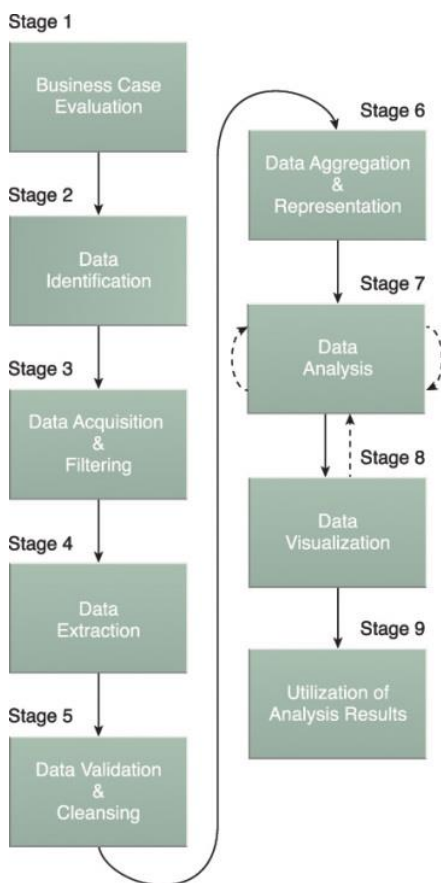 Stage 1
Business Case
Evaluation
Stage 2
Data
Identification
Stage 3
Data Acquisition
&
Filtering
Stage 4
Data
Extraction
Stage 5
Data Validation
&
Cleansing
Stage 6
Data Aggregation
&
Representation
Stage 7
Data
Analysis
Stage 8
Data
Visualization
Stage 9
Utilization of
Analysis Results